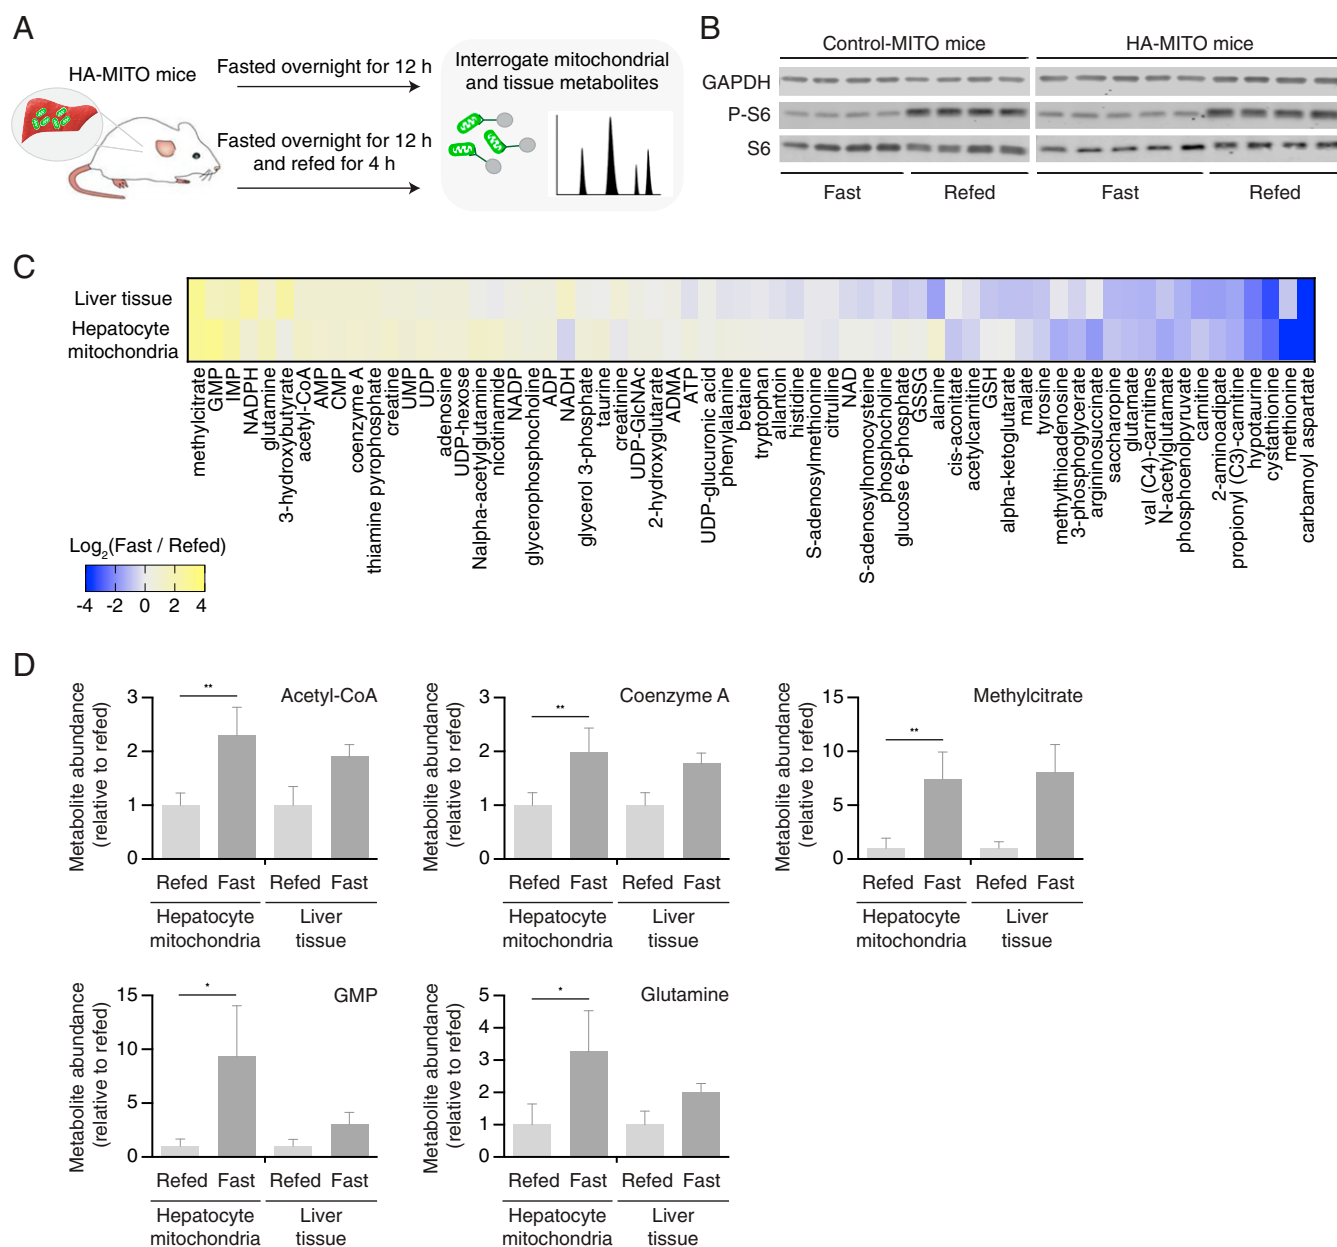 A
HA-MITO mice
Fasted overnight for 12 h
Fasted overnight for 12 h
and refed for 4 h
Interrogate mitochondrial
and tissue metabolites
B
Control-MITO mice
HA-MITO mice
GAPDH
P-S6
S6
Fast
Refed
Fast
Refed
C
Liver tissue
Hepatocyte
mitochondria
methylcitrate
GMP
IMP
NADPH
glutamine
3-hydroxybutyrate
acetyl-CoA
AMP
CMP
coenzyme A
thiamine pyrophosphate
creatine
UMP
UDP
adenosine
UDP-hexose
Nalpha-acetylglutamine
nicotinamide
NADP
glycerophosphocholine
ADP
NADH
glycerol 3-phosphate
taurine
creatinine
UDP-GlcNAc
2-hydroxyglutarate
ADMA
ATP
UDP-glucuronic acid
phenylalanine
betaine
tryptophan
allantoin
histidine
S-adenosylmethionine
citrulline
NAD
S-adenosylhomocysteine
phosphocholine
glucose 6-phosphate
GSSG
alanine
cis-aconitate
acetylcarnitine
GSH
alpha-ketoglutarate
malate
tyrosine
methylthioadenosine
3-phosphoglycerate
argininosuccinate
saccharopine
glutamate
val (C4)-carnitines
N-acetylglutamate
phosphoenolpyruvate
carnitine
2-aminoadipate
propionyl (C3)-carnitine
hypotaurine
cystathionine
methionine
carbamoyl aspartate
Log2(Fast / Refed)
-4 -2 0 2 4
D
Metabolite abundance
(relative to refed)
3
2
1
0
**
Acetyl-CoA
Refed Fast Refed Fast
Hepatocyte
mitochondria
Liver
tissue
Metabolite abundance
(relative to refed)
3
2
1
0
**
Coenzyme A
Refed Fast Refed Fast
Hepatocyte
mitochondria
Liver
tissue
Metabolite abundance
(relative to refed)
15
10
5
0
**
Methylcitrate
Refed Fast Refed Fast
Hepatocyte
mitochondria
Liver
tissue
Metabolite abundance
(relative to refed)
15
10
5
0
*
GMP
Refed Fast Refed Fast
Hepatocyte
mitochondria
Liver
tissue
Metabolite abundance
(relative to refed)
5
4
3
2
1
0
*
Glutamine
Refed Fast Refed Fast
Hepatocyte
mitochondria
Liver
tissue